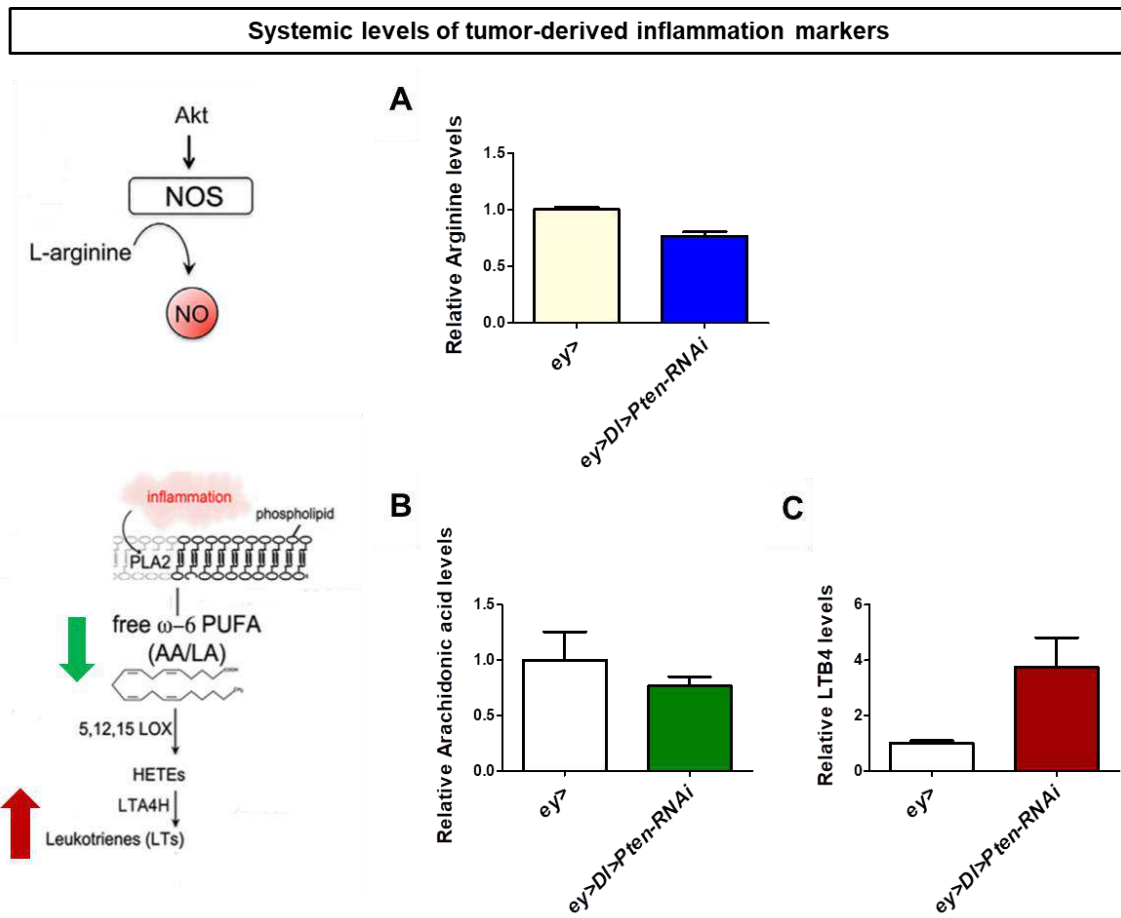 Systemic levels of tumor-derived inflammation markers
Akt
NOS
L-arginine
NO
A
Relative Arginine levels
1.5
1.0
0.5
0.0
ey>
ey>Dl>Pten-RNAi
inflammation
phospholipid
PLA2
free ω-6 PUFA
(AA/LA)
5,12,15 LOX
HETEs
LTA4H
Leukotrienes (LTs)
B
Relative Arachidonic acid levels
1.5
1.0
0.5
0.0
ey>
ey>Dl>Pten-RNAi
C
Relative LTB4 levels
6
4
2
0
ey>
ey>Dl>Pten-RNAi